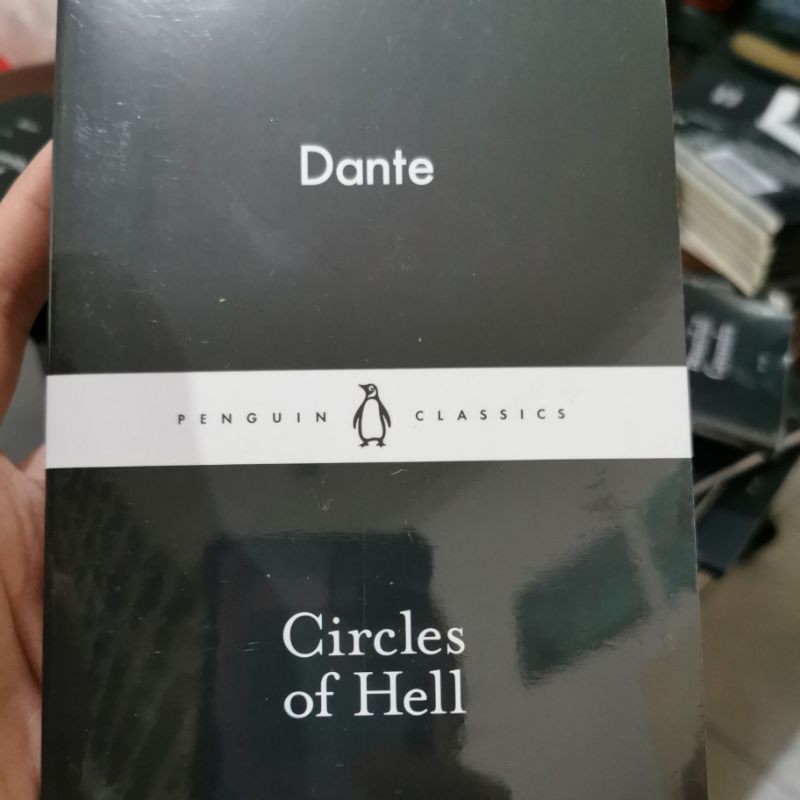 Dante
PENGUIN CLASSICS
Circles
of Hell